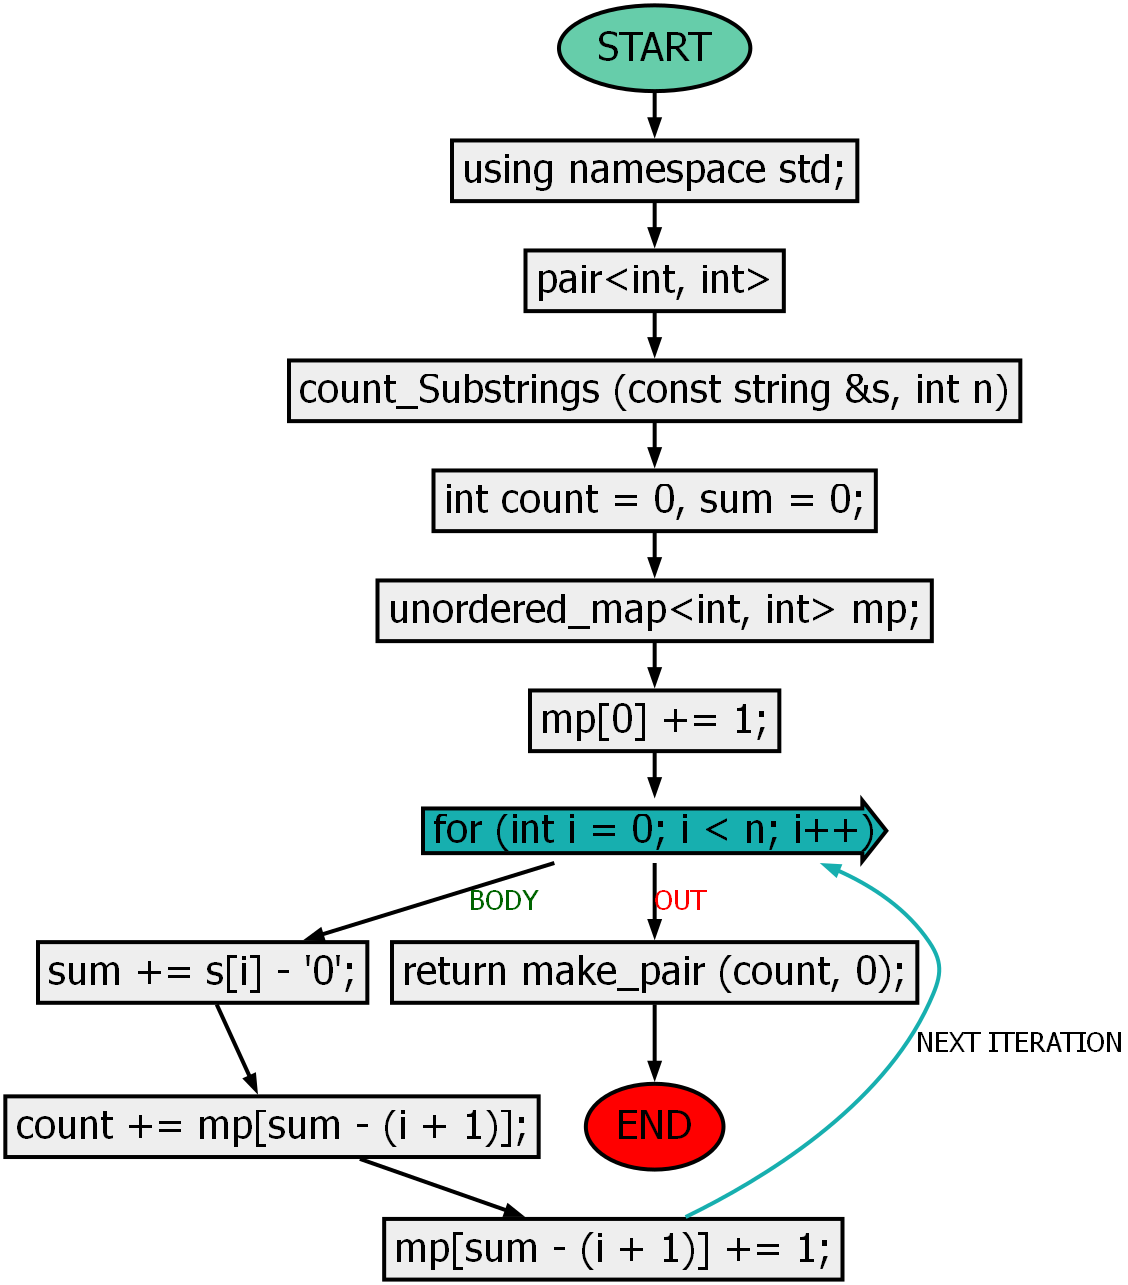 START
using namespace std;
pair<int, int>
count_Substrings (const string &s, int n)
int count = 0, sum = 0;
unordered_map<int, int> mp;
mp[0] += 1;
for (int i = 0; i < n; i++)
BODY
OUT
sum += s[i] - '0';
return make_pair (count, 0);
NEXT ITERATION
count += mp[sum - (i + 1)];
END
mp[sum - (i + 1)] += 1;